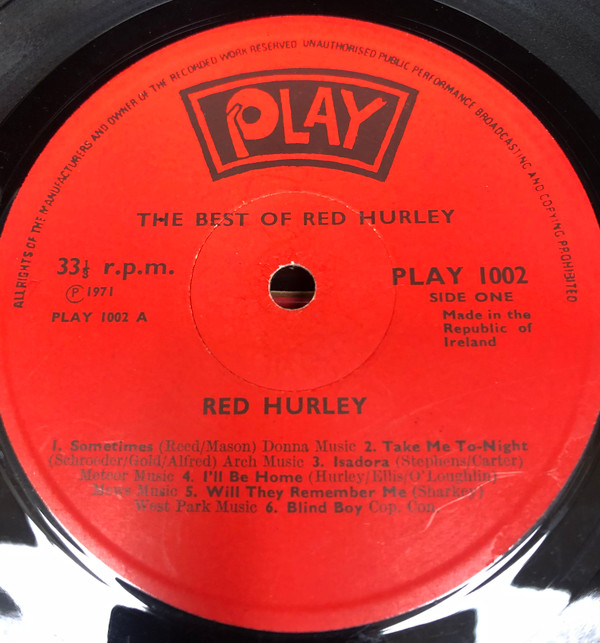 ALL RIGHTS OF THE MANUFACTURERS AND OWNER OF THE RECORDED WORK RESERVED UNAUTHORISED PUBLIC PERFORMANCE BROADCASTING AND COPYING PROHIBITED
PLAY
THE BEST OF RED HURLEY
33⅓ r.p.m.
Ⓟ 1971
PLAY 1002 A
PLAY 1002
SIDE ONE
Made in the
Republic of
Ireland
RED HURLEY
1. Sometimes (Reed/Mason) Donna Music 2. Take Me To-Night
(Schroeder/Gold/Alfred) Arch Music 3. Isadora (Stephens/Carter)
Meteor Music 4. I'll Be Home (Hurley/Ellis/O'Loughlin)
Music 5. Will They Remember Me (Sharkey)
West Park Music 6. Blind Boy Cop. Con.